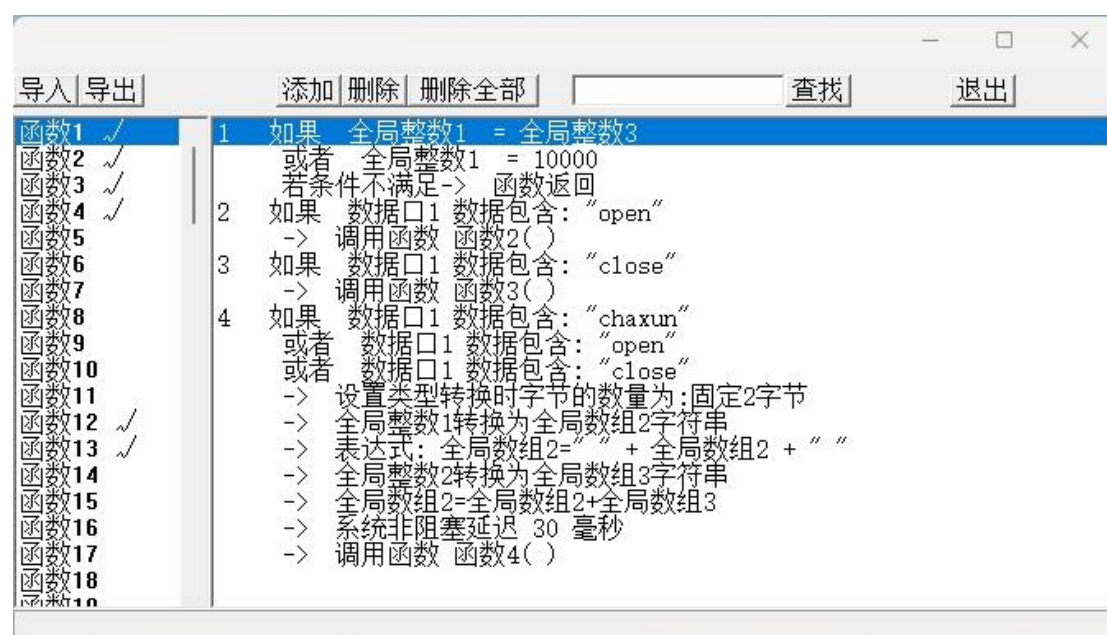 导入 导出 添加 删除 删除全部 查找 退出
函数1 √
函数2 √
函数3 √
函数4 √
函数5
函数6
函数7
函数8
函数9
函数10
函数11
函数12 √
函数13 √
函数14
函数15
函数16
函数17
函数18
函数19
1 如果 全局整数1 = 全局整数3
或者 全局整数1 = 10000
若条件不满足-> 函数返回
2 如果 数据口1 数据包含: "open"
-> 调用函数 函数2( )
3 如果 数据口1 数据包含: "close"
-> 调用函数 函数3( )
4 如果 数据口1 数据包含: "chaxun"
或者 数据口1 数据包含: "open"
或者 数据口1 数据包含: "close"
-> 设置类型转换时字节的数量为:固定2字节
-> 全局整数1转换为全局数组2字符串
-> 表达式: 全局数组2=" " + 全局数组2 + " "
-> 全局整数2转换为全局数组3字符串
-> 全局数组2=全局数组2+全局数组3
-> 系统非阻塞延迟 30 毫秒
-> 调用函数 函数4( )